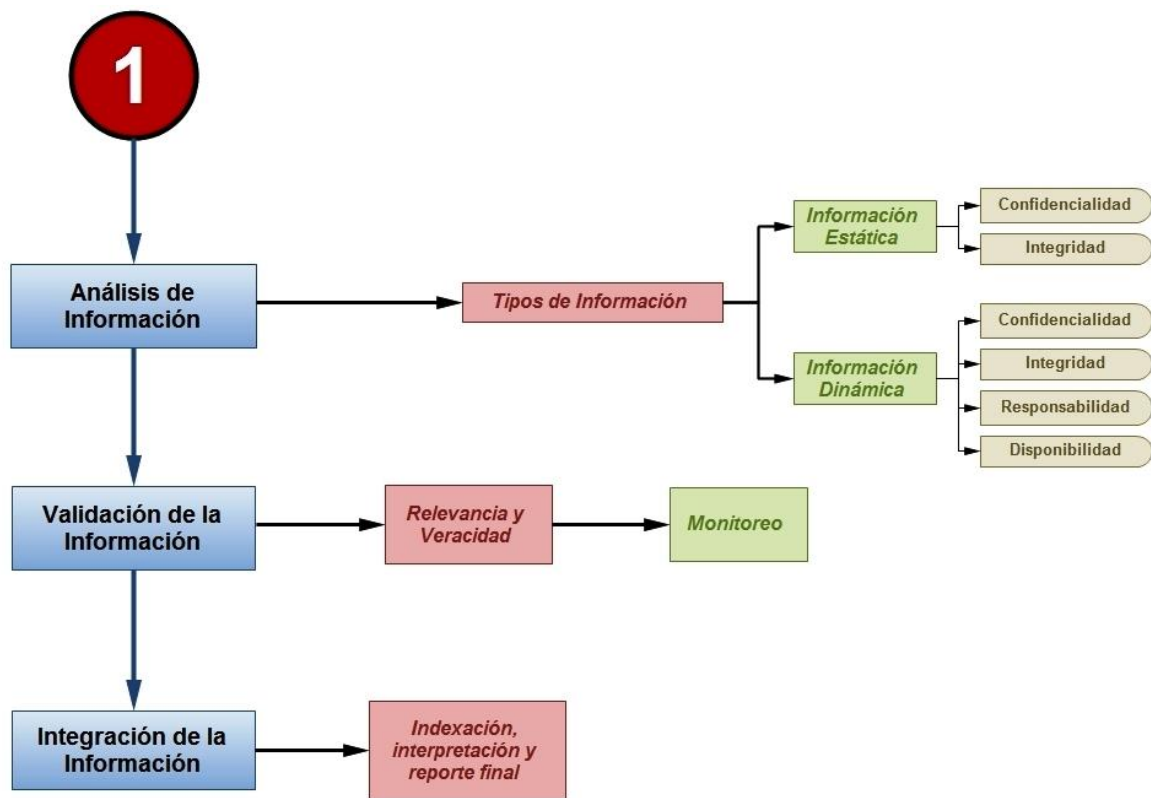 1
Análisis de
Información
Tipos de Información
Información
Estática
Confidencialidad
Integridad
Información
Dinámica
Confidencialidad
Integridad
Responsabilidad
Disponibilidad
Validación de la
Información
Relevancia y
Veracidad
Monitoreo
Integración de la
Información
Indexación,
interpretación y
reporte final